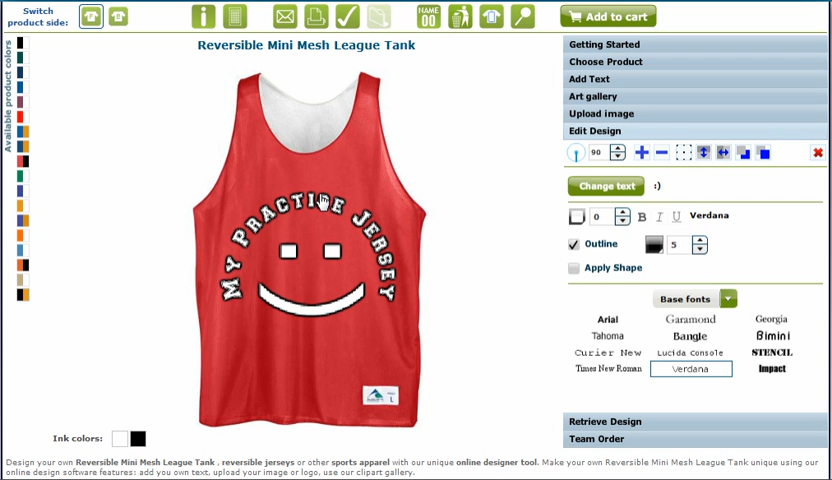 Switch
product side:
NAME
00
Add to cart
Available product colors
Reversible Mini Mesh League Tank
Getting Started
Choose Product
Add Text
Art gallery
Upload image
Edit Design
90
Change text
:)
0
B I U Verdana
Outline
5
Apply Shape
My Practice Jersey
Base fonts
Arial Garamond Georgia
Tahoma Bangle Bimini
Curier New Lucida Console STENCIL
Times New Roman Verdana Impact
L
Retrieve Design
Team Order
Ink colors:
Design your own Reversible Mini Mesh League Tank , reversible jerseys or other sports apparel with our unique online designer tool. Make your own Reversible Mini Mesh League Tank unique using our
online design software features: add you own text, upload your image or logo, use our clipart gallery.